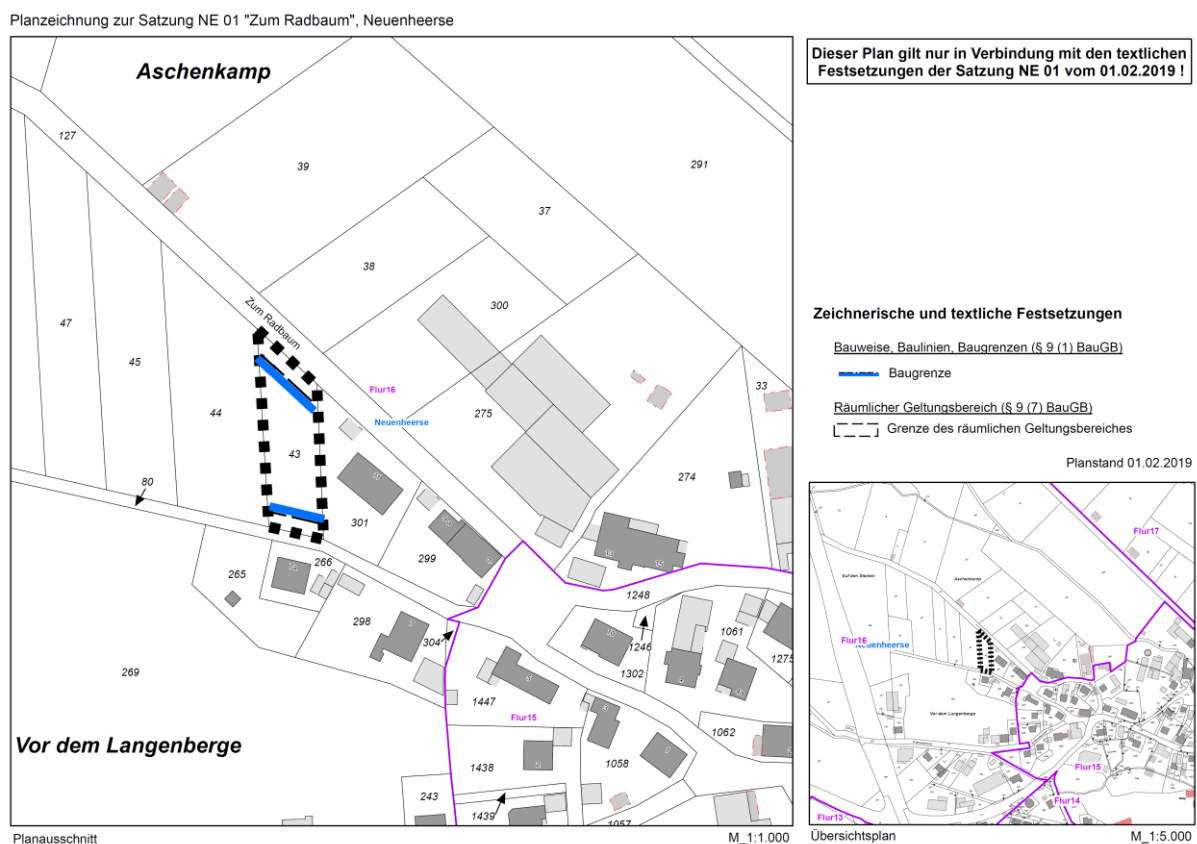 Planzeichnung zur Satzung NE 01 "Zum Radbaum", Neuenheerse
Dieser Plan gilt nur in Verbindung mit den textlichen
Festsetzungen der Satzung NE 01 vom 01.02.2019 !
Aschenkamp
127
39
291
37
38
300
Zum Radbaum
47
45
44
43
Flur16
Neuenheerse
275
33
274
80
301
299
265
266
298
304
269
1248
1246
1061
1275
1302
1447
Flur15
1062
1438
1058
243
1439
1057
Vor dem Langenberge
Planausschnitt
M_1:1.000
Zeichnerische und textliche Festsetzungen
Bauweise, Baulinien, Baugrenzen (§ 9 (1) BauGB)
Baugrenze
Räumlicher Geltungsbereich (§ 9 (7) BauGB)
Grenze des räumlichen Geltungsbereiches
Planstand 01.02.2019
Flur17
Auf den Steinen
Aschenkamp
Flur16
Neuenheerse
Vor dem Langenberge
Flur15
Flur14
Flur13
Übersichtsplan
M_1:5.000